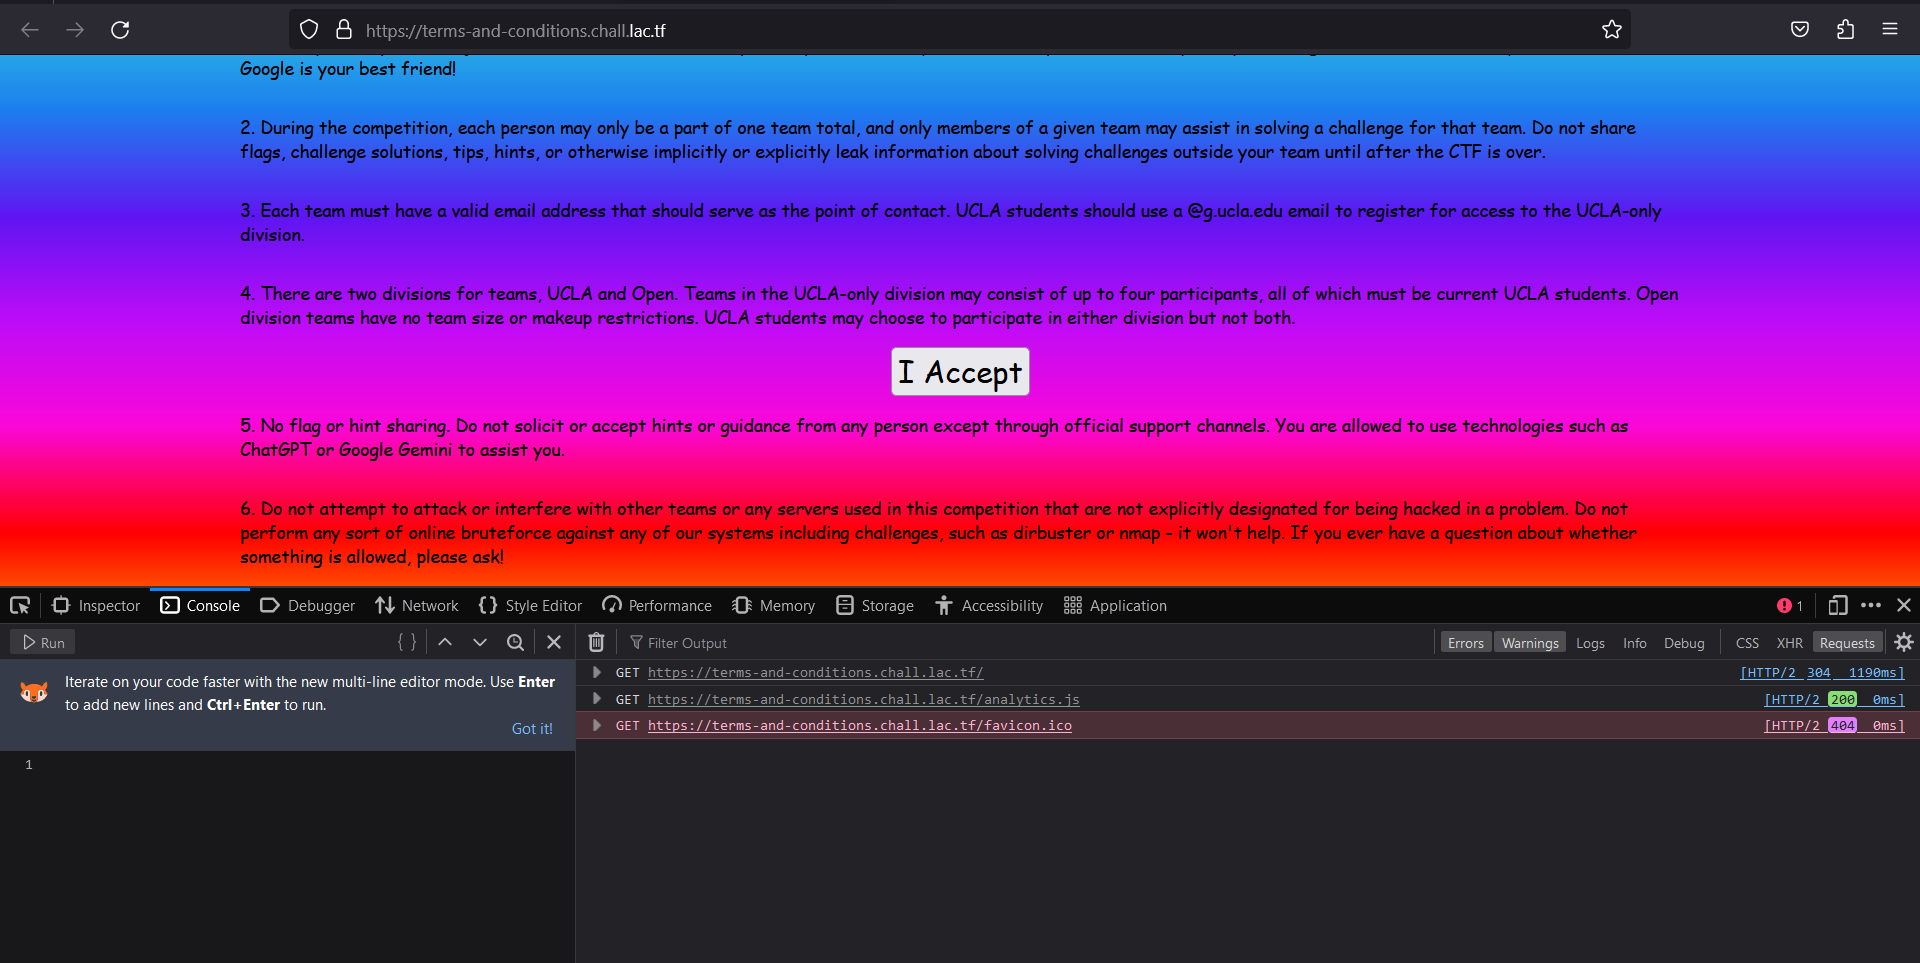 https://terms-and-conditions.chall.lac.tf
Google is your best friend!
2. During the competition, each person may only be a part of one team total, and only members of a given team may assist in solving a challenge for that team. Do not share
flags, challenge solutions, tips, hints, or otherwise implicitly or explicitly leak information about solving challenges outside your team until after the CTF is over.
3. Each team must have a valid email address that should serve as the point of contact. UCLA students should use a @g.ucla.edu email to register for access to the UCLA-only
division.
4. There are two divisions for teams, UCLA and Open. Teams in the UCLA-only division may consist of up to four participants, all of which must be current UCLA students. Open
division teams have no team size or makeup restrictions. UCLA students may choose to participate in either division but not both.
I Accept
5. No flag or hint sharing. Do not solicit or accept hints or guidance from any person except through official support channels. You are allowed to use technologies such as
ChatGPT or Google Gemini to assist you.
6. Do not attempt to attack or interfere with other teams or any servers used in this competition that are not explicitly designated for being hacked in a problem. Do not
perform any sort of online bruteforce against any of our systems including challenges, such as dirbuster or nmap - it won't help. If you ever have a question about whether
something is allowed, please ask!
Inspector Console Debugger Network Style Editor Performance Memory Storage Accessibility Application 1
Run Filter Output Errors Warnings Logs Info Debug CSS XHR Requests
Iterate on your code faster with the new multi-line editor mode. Use Enter
to add new lines and Ctrl+Enter to run.
Got it!
1
GET https://terms-and-conditions.chall.lac.tf/ [HTTP/2 304 1190ms]
GET https://terms-and-conditions.chall.lac.tf/analytics.js [HTTP/2 200 0ms]
GET https://terms-and-conditions.chall.lac.tf/favicon.ico [HTTP/2 404 0ms]